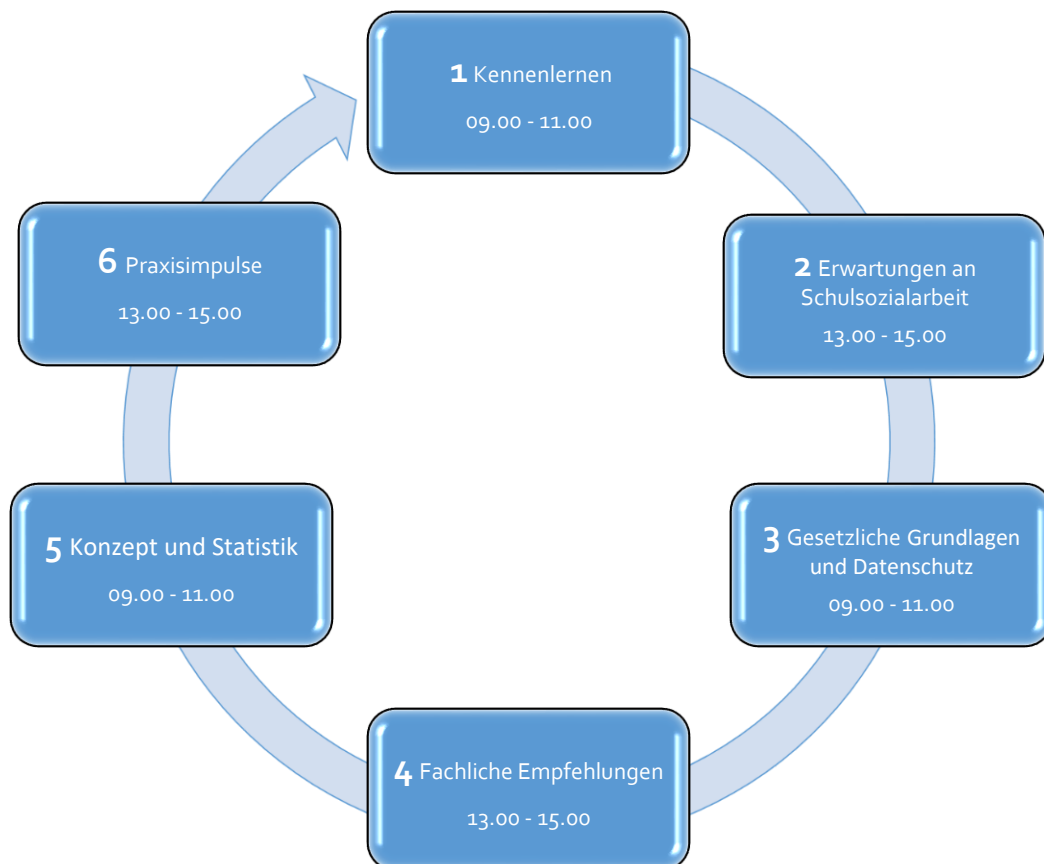 1 Kennenlernen
09.00 - 11.00
2 Erwartungen an
Schulsozialarbeit
13.00 - 15.00
3 Gesetzliche Grundlagen
und Datenschutz
09.00 - 11.00
4 Fachliche Empfehlungen
13.00 - 15.00
5 Konzept und Statistik
09.00 - 11.00
6 Praxisimpulse
13.00 - 15.00